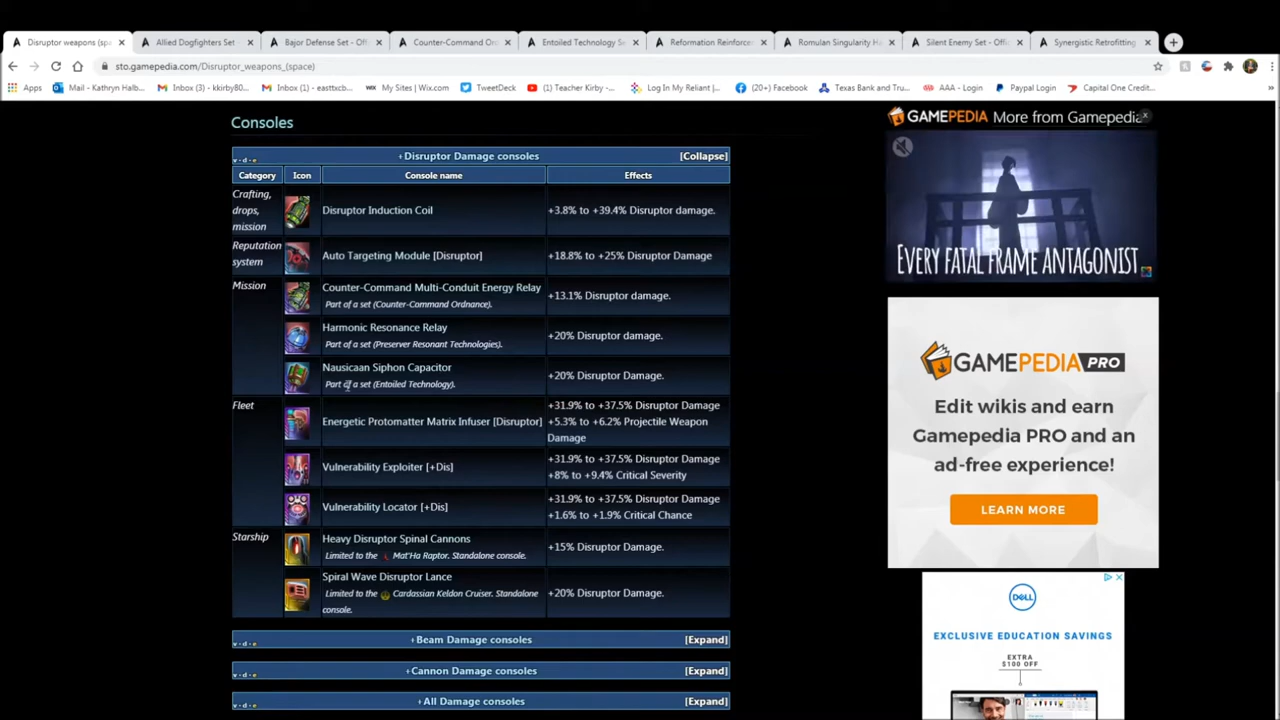 Disruptor weapons (spa
Allied Dogfighters Set -
Bajor Defense Set - Offi
Counter-Command Ord
Entoiled Technology Se
Reformation Reinforcer
Romulan Singularity Ha
Silent Enemy Set - Offic
Synergistic Retrofitting
sto.gamepedia.com/Disruptor_weapons_(space)
Apps
Mail - Kathryn Halb...
Inbox (3) - kkirby80...
Inbox (1) - easttxcb...
My Sites | Wix.com
TweetDeck
(1) Teacher Kirby -...
Log In My Reliant |...
(20+) Facebook
Texas Bank and Tru...
AAA - Login
Paypal Login
Capital One Credit...
»
Consoles
v · d · e
+Disruptor Damage consoles
[Collapse]
Category
Icon
Console name
Effects
Crafting,
drops,
mission
Disruptor Induction Coil
+3.8% to +39.4% Disruptor damage.
Reputation
system
Auto Targeting Module [Disruptor]
+18.8% to +25% Disruptor Damage
Mission
Counter-Command Multi-Conduit Energy Relay
Part of a set (Counter-Command Ordnance).
+13.1% Disruptor damage.
Harmonic Resonance Relay
Part of a set (Preserver Resonant Technologies).
+20% Disruptor damage.
Nausicaan Siphon Capacitor
Part of a set (Entoiled Technology).
+20% Disruptor Damage.
Fleet
Energetic Protomatter Matrix Infuser [Disruptor]
+31.9% to +37.5% Disruptor Damage
+5.3% to +6.2% Projectile Weapon
Damage
Vulnerability Exploiter [+Dis]
+31.9% to +37.5% Disruptor Damage
+8% to +9.4% Critical Severity
Vulnerability Locator [+Dis]
+31.9% to +37.5% Disruptor Damage
+1.6% to +1.9% Critical Chance
Starship
Heavy Disruptor Spinal Cannons
Limited to the Mat'Ha Raptor. Standalone console.
+15% Disruptor Damage.
Spiral Wave Disruptor Lance
Limited to the Cardassian Keldon Cruiser. Standalone
console.
+20% Disruptor Damage.
v · d · e
+Beam Damage consoles
[Expand]
v · d · e
+Cannon Damage consoles
[Expand]
v · d · e
+All Damage consoles
[Expand]
GAMEPEDIA More from Gamepedia
EVERY FATAL FRAME ANTAGONIST
GAMEPEDIA PRO
Edit wikis and earn
Gamepedia PRO and an
ad-free experience!
LEARN MORE
DELL
EXCLUSIVE EDUCATION SAVINGS
EXTRA
$100 OFF